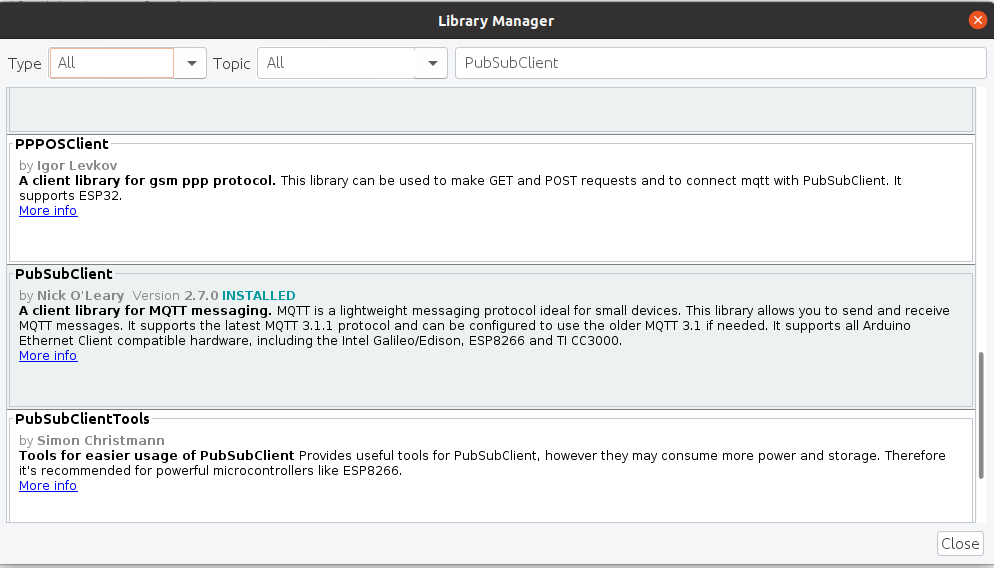 Library Manager
Type All Topic All PubSubClient
PPPOSClient
by Igor Levkov
A client library for gsm ppp protocol. This library can be used to make GET and POST requests and to connect mqtt with PubSubClient. It
supports ESP32.
More info
PubSubClient
by Nick O'Leary Version 2.7.0 INSTALLED
A client library for MQTT messaging. MQTT is a lightweight messaging protocol ideal for small devices. This library allows you to send and receive
MQTT messages. It supports the latest MQTT 3.1.1 protocol and can be configured to use the older MQTT 3.1 if needed. It supports all Arduino
Ethernet Client compatible hardware, including the Intel Galileo/Edison, ESP8266 and TI CC3000.
More info
PubSubClientTools
by Simon Christmann
Tools for easier usage of PubSubClient Provides useful tools for PubSubClient, however they may consume more power and storage. Therefore
it's recommended for powerful microcontrollers like ESP8266.
More info
Close